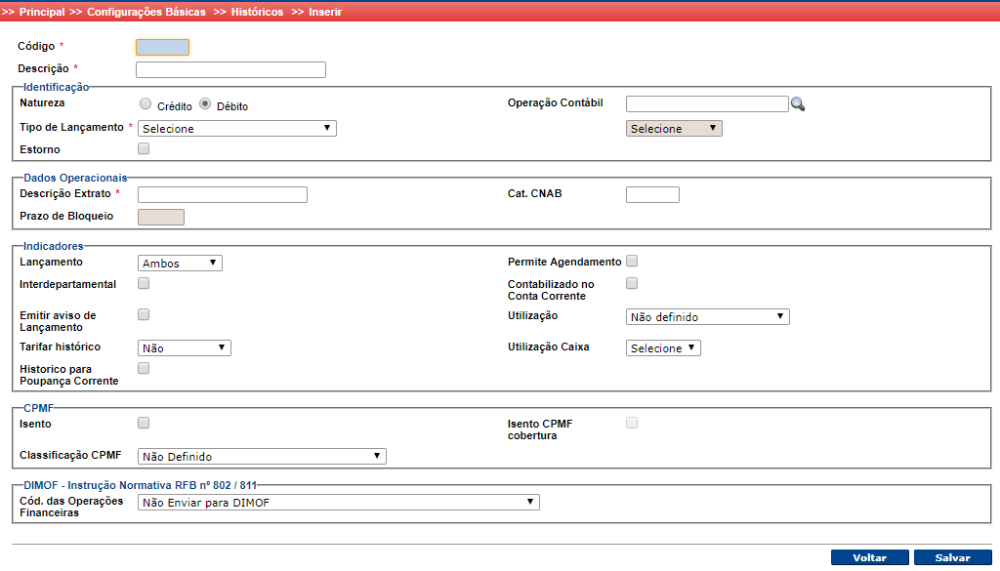 >> Principal >> Configurações Básicas >> Históricos >> Inserir
Código *
Descrição *
Identificação
Natureza Crédito Débito Operação Contábil
Tipo de Lançamento * Selecione Selecione
Estorno
Dados Operacionais
Descrição Extrato * Cat. CNAB
Prazo de Bloqueio
Indicadores
Lançamento Ambos Permite Agendamento
Interdepartamental Contabilizado no
Conta Corrente
Emitir aviso de
Lançamento
Utilização Não definido
Tarifar histórico Não Utilização Caixa Selecione
Historico para
Poupança Corrente
CPMF
Isento Isento CPMF
cobertura
Classificação CPMF Não Definido
DIMOF - Instrução Normativa RFB nº 802 / 811
Cód. das Operações
Financeiras
Não Enviar para DIMOF
Voltar Salvar